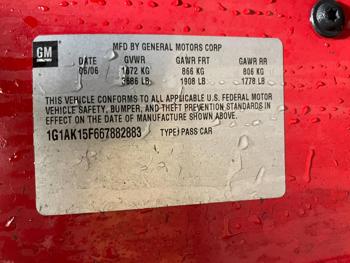 GM
MFD BY GENERAL MOTORS CORP
DATE GVWR GAWR FRT GAWR RR
06/06 1672 KG 866 KG 806 KG
3686 LB 1908 LB 1778 LB
THIS VEHICLE CONFORMS TO ALL APPLICABLE U.S. FEDERAL MOTOR
VEHICLE SAFETY, BUMPER, AND THEFT PREVENTION STANDARDS IN
EFFECT ON THE DATE OF MANUFACTURE SHOWN ABOVE.
1G1AK15F667882883 TYPE: PASS CAR